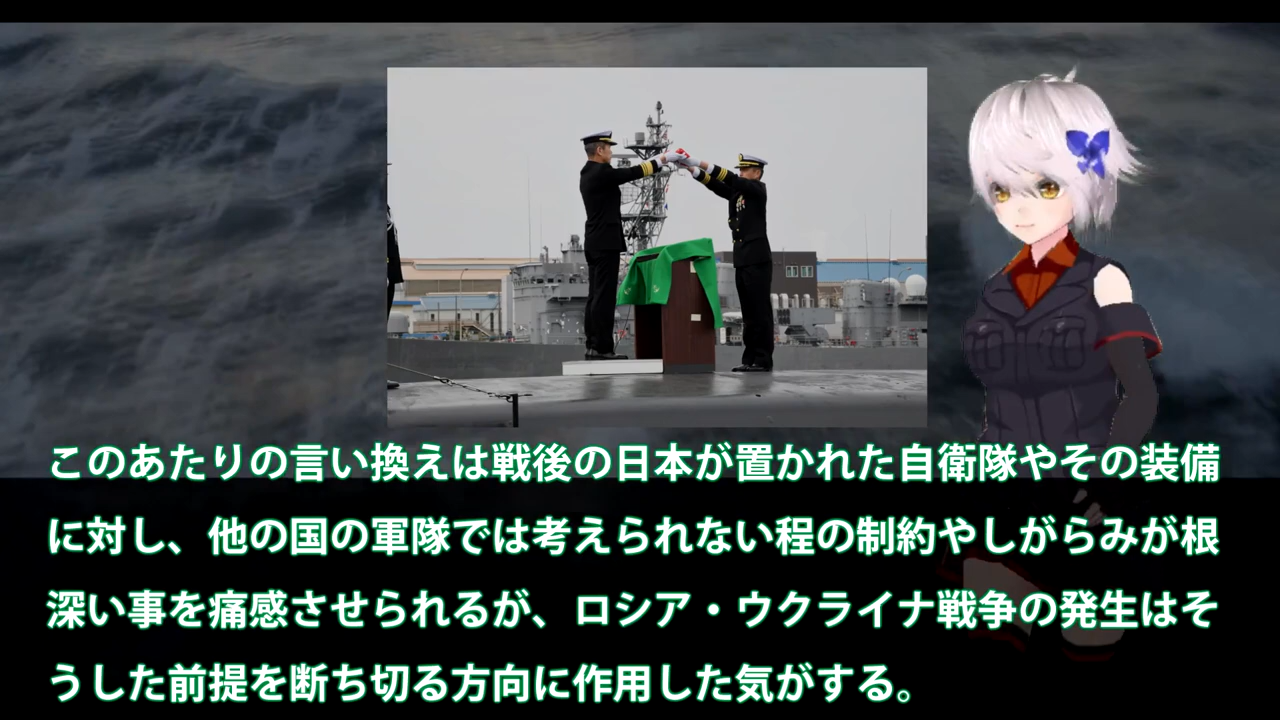 このあたりの言い換えは戦後の日本が置かれた自衛隊やその装備
に対し、他の国の軍隊では考えられない程の制約やしがらみが根
深い事を痛感させられるが、ロシア・ウクライナ戦争の発生はそ
うした前提を断ち切る方向に作用した気がする。